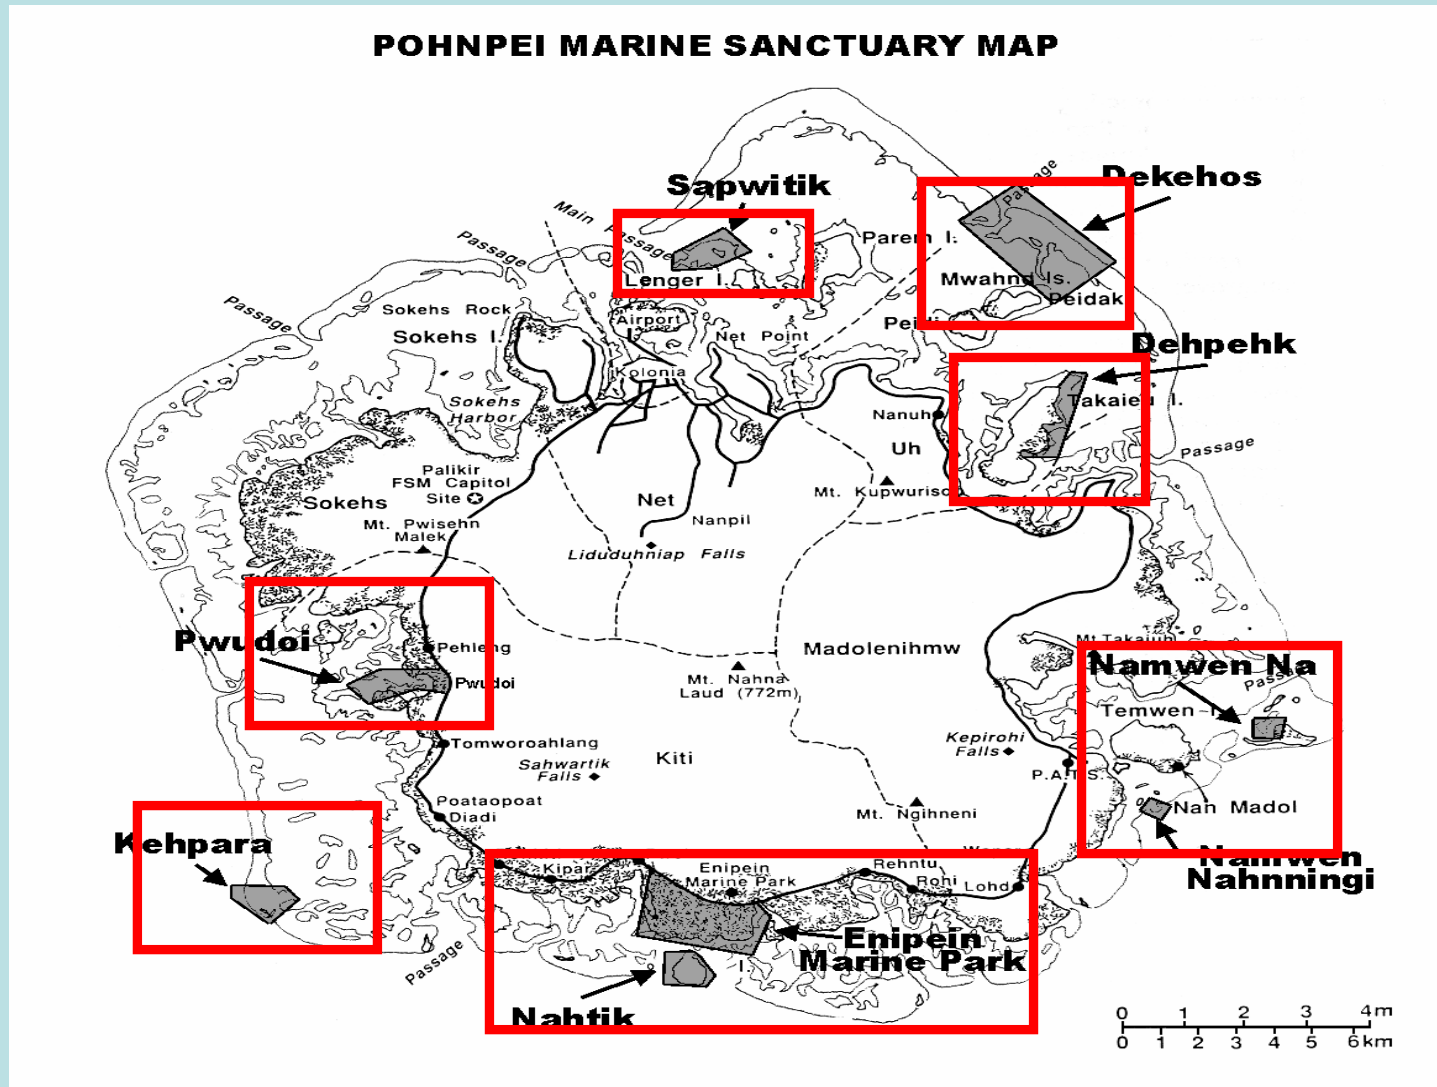 POHNPEI MARINE SANCTUARY MAP
Passage
Dekehos
Sapwitik
Main Passage
Passage
Parem I.
Lenger I.
Mwahnd Is.
Peidak
Passage
Sokehs Rock
Airport
Sokehs I.
Net Point
Dehpehk
Kolonia
Takaieu I.
Sokehs
Harbor
Nanuh
Uh
Passage
Palikir
FSM Capitol
Site
Mt. Kupwuriso
Sokehs
Net
Nanpil
Mt. Pwisehn
Malek
Liduduhniap Falls
Pwudoi
Pehleng
Madolenihmw
Mt. Takaiuh
Namwen Na
Pwudoi
Mt. Nahna
Laud (772m)
Temwen I.
Tomworoahlang
Kepirohi
Falls
Sahwartik
Falls
Kiti
P.A.T.S.
Poataopoat
Diadi
Mt. Ngihneni
Nan Madol
Kehpara
Namwen
Nahnningi
Kipar
Enipein
Marine Park
Rehntu
Rohi
Lohd
Enipein
Marine Park
Passage
I.
Nahtik
0 1 2 3 4m
0 1 2 3 4 5 6km